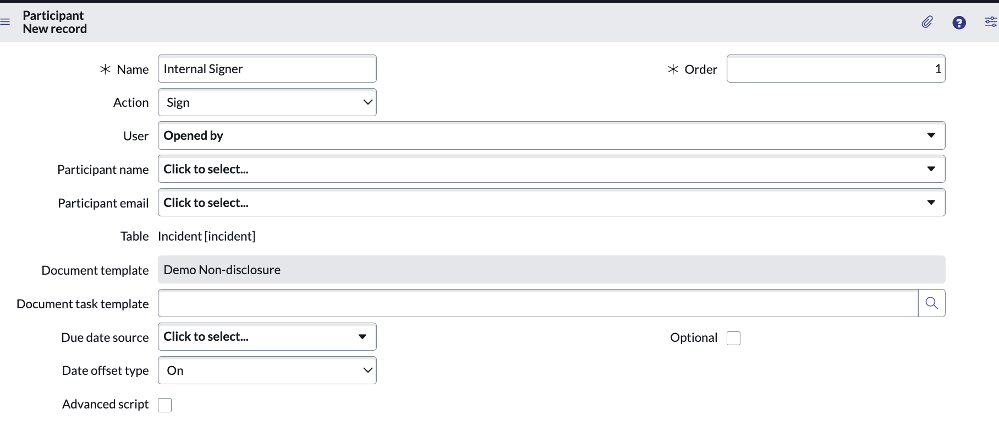 Participant
New record
Name Internal Signer
Order 1
Action Sign
User Opened by
Participant name Click to select...
Participant email Click to select...
Table Incident [incident]
Document template Demo Non-disclosure
Document task template
Due date source Click to select...
Optional
Date offset type On
Advanced script